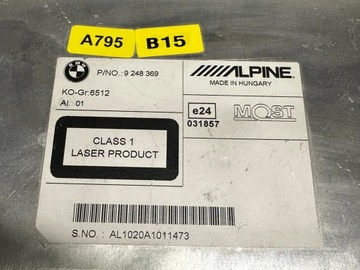 A795 B15
BMW
P/NO.: 9 248 369
ALPINE
MADE IN HUNGARY
KO-Gr:6512
AI: 01
e24
031857
MOST
CLASS 1
LASER PRODUCT
S.NO.: AL1020A1011473